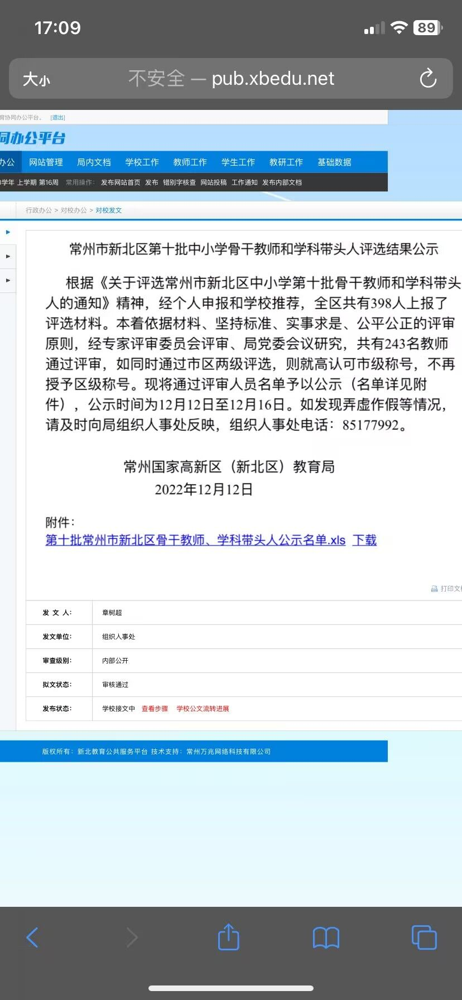 17:09
89
大小
不安全 — pub.xbedu.net
育协同办公平台。 [退出]
同办公平台
办公 网站管理 局内文档 学校工作 教师工作 学生工作 教研工作 基础数据
学年 上学期 第16周 常用操作： 发布网站首页 发布 错别字核查 网站投稿 工作通知 发布内部文档
行政办公 > 对校办公 > 对校发文
常州市新北区第十批中小学骨干教师和学科带头人评选结果公示
根据《关于评选常州市新北区中小学第十批骨干教师和学科带头
人的通知》精神，经个人申报和学校推荐，全区共有398人上报了
评选材料。本着依据材料、坚持标准、实事求是、公平公正的评审
原则，经专家评审委员会评审、局党委会议研究，共有243名教师
通过评审，如同时通过市区两级评选，则就高认可市级称号，不再
授予区级称号。现将通过评审人员名单予以公示（名单详见附
件），公示时间为12月12日至12月16日。如发现弄虚作假等情况，
请及时向局组织人事处反映，组织人事处电话：85177992。
常州国家高新区（新北区）教育局
2022年12月12日
附件：
第十批常州市新北区骨干教师、学科带头人公示名单.xls 下载
打印文
发 文 人： 章树超
发文单位： 组织人事处
审查级别： 内部公开
拟文状态： 审核通过
发布状态： 学校接文中 查看步骤 学校公文流转进展
版权所有：新北教育公共服务平台 技术支持：常州万兆网络科技有限公司